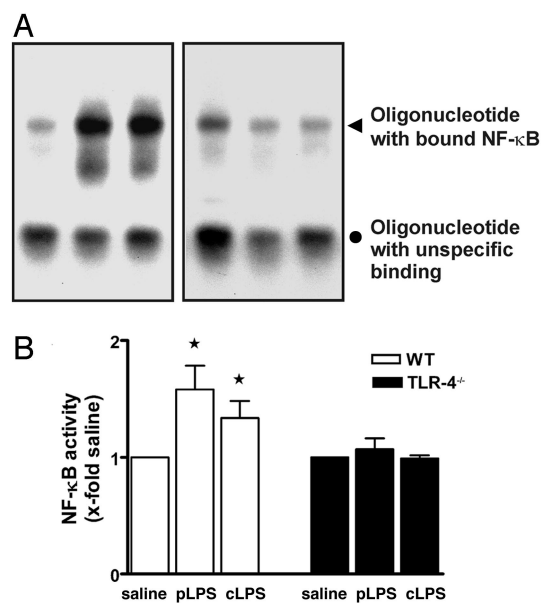 A
Oligonucleotide
with bound NF-κB
Oligonucleotide
with unspecific
binding
B
NF-κB activity
(x-fold saline)
2
1
0
★
★
WT
TLR-4-/-
saline pLPS cLPS
saline pLPS cLPS